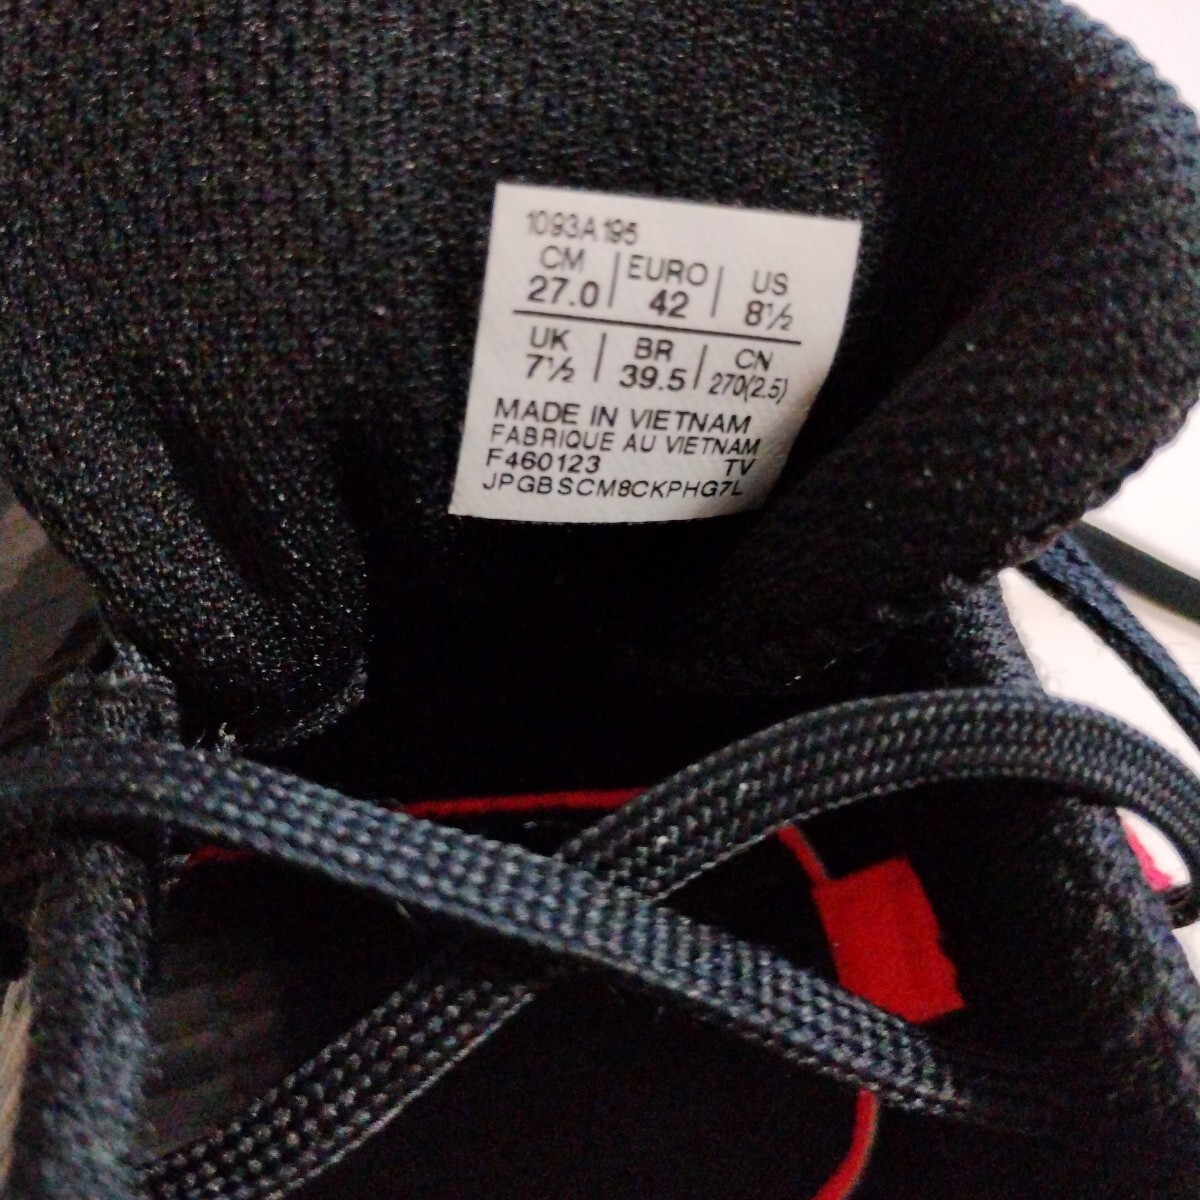 1093A195
CM | EURO | US
27.0 | 42 | 8½
UK | BR | CN
7½ | 39.5 | 270(2.5)
MADE IN VIETNAM
FABRIQUE AU VIETNAM
F460123 TV
JPGBSCM8CKPHG7L